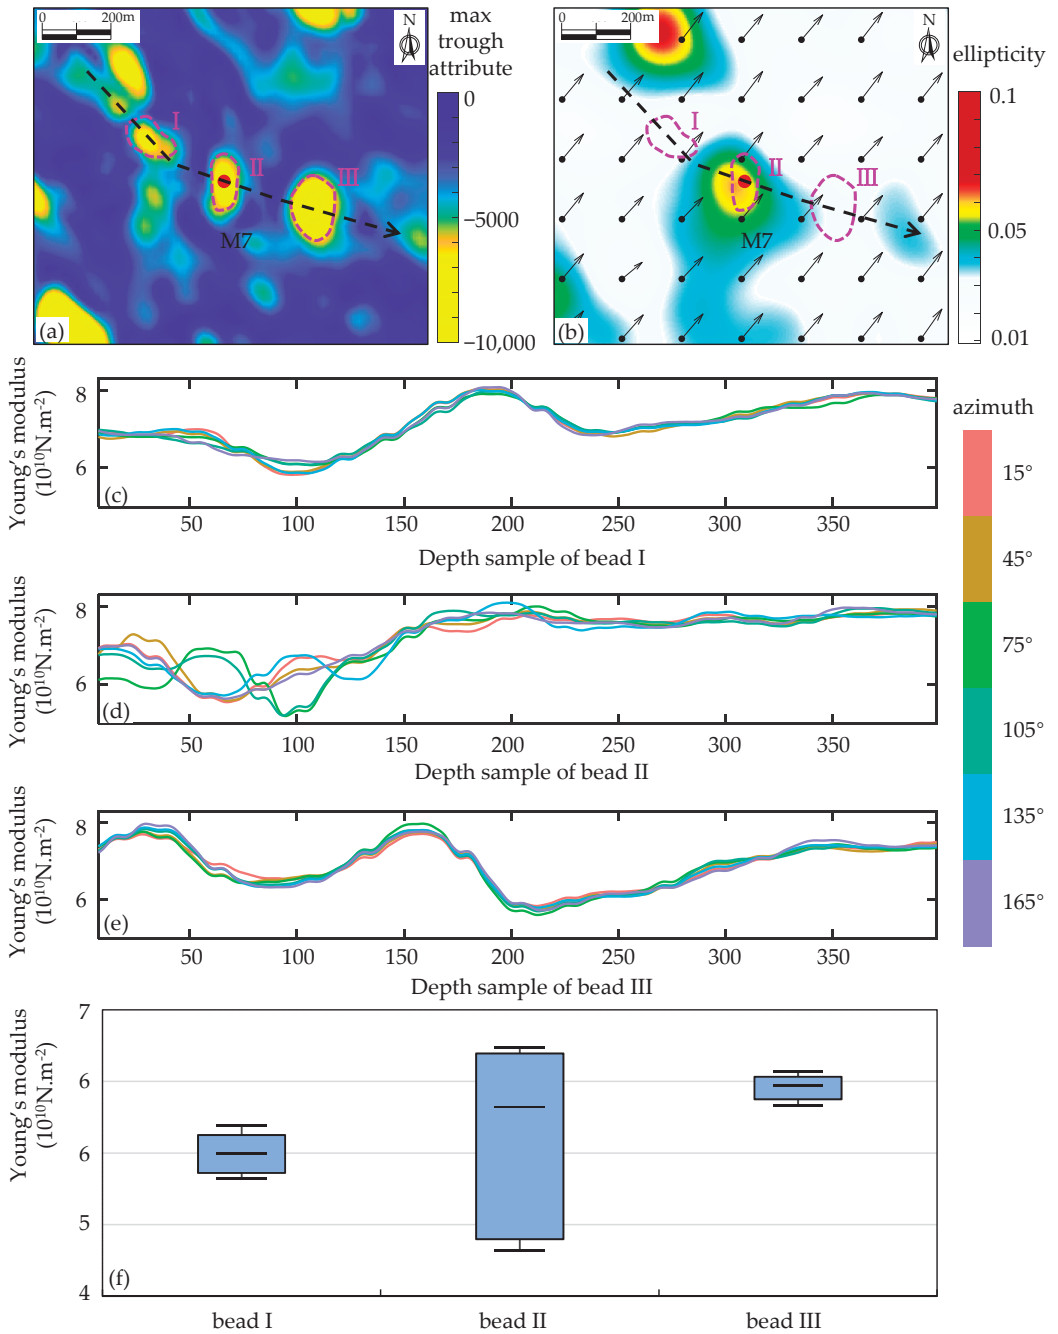 0 200m
N
I
II
III
M7
(a)
max
trough
attribute
0
−5000
−10,000
0 200m
N
I
II
III
M7
(b)
ellipticity
0.1
0.05
0.01
Young's modulus
(10¹⁰N.m⁻²)
8
6
(c)
50 100 150 200 250 300 350
Depth sample of bead I
Young's modulus
(10¹⁰N.m⁻²)
8
6
(d)
50 100 150 200 250 300 350
Depth sample of bead II
Young's modulus
(10¹⁰N.m⁻²)
8
6
(e)
50 100 150 200 250 300 350
Depth sample of bead III
azimuth
15°
45°
75°
105°
135°
165°
Young's modulus
(10¹⁰N.m⁻²)
7
6
6
5
4
(f)
bead I bead II bead III